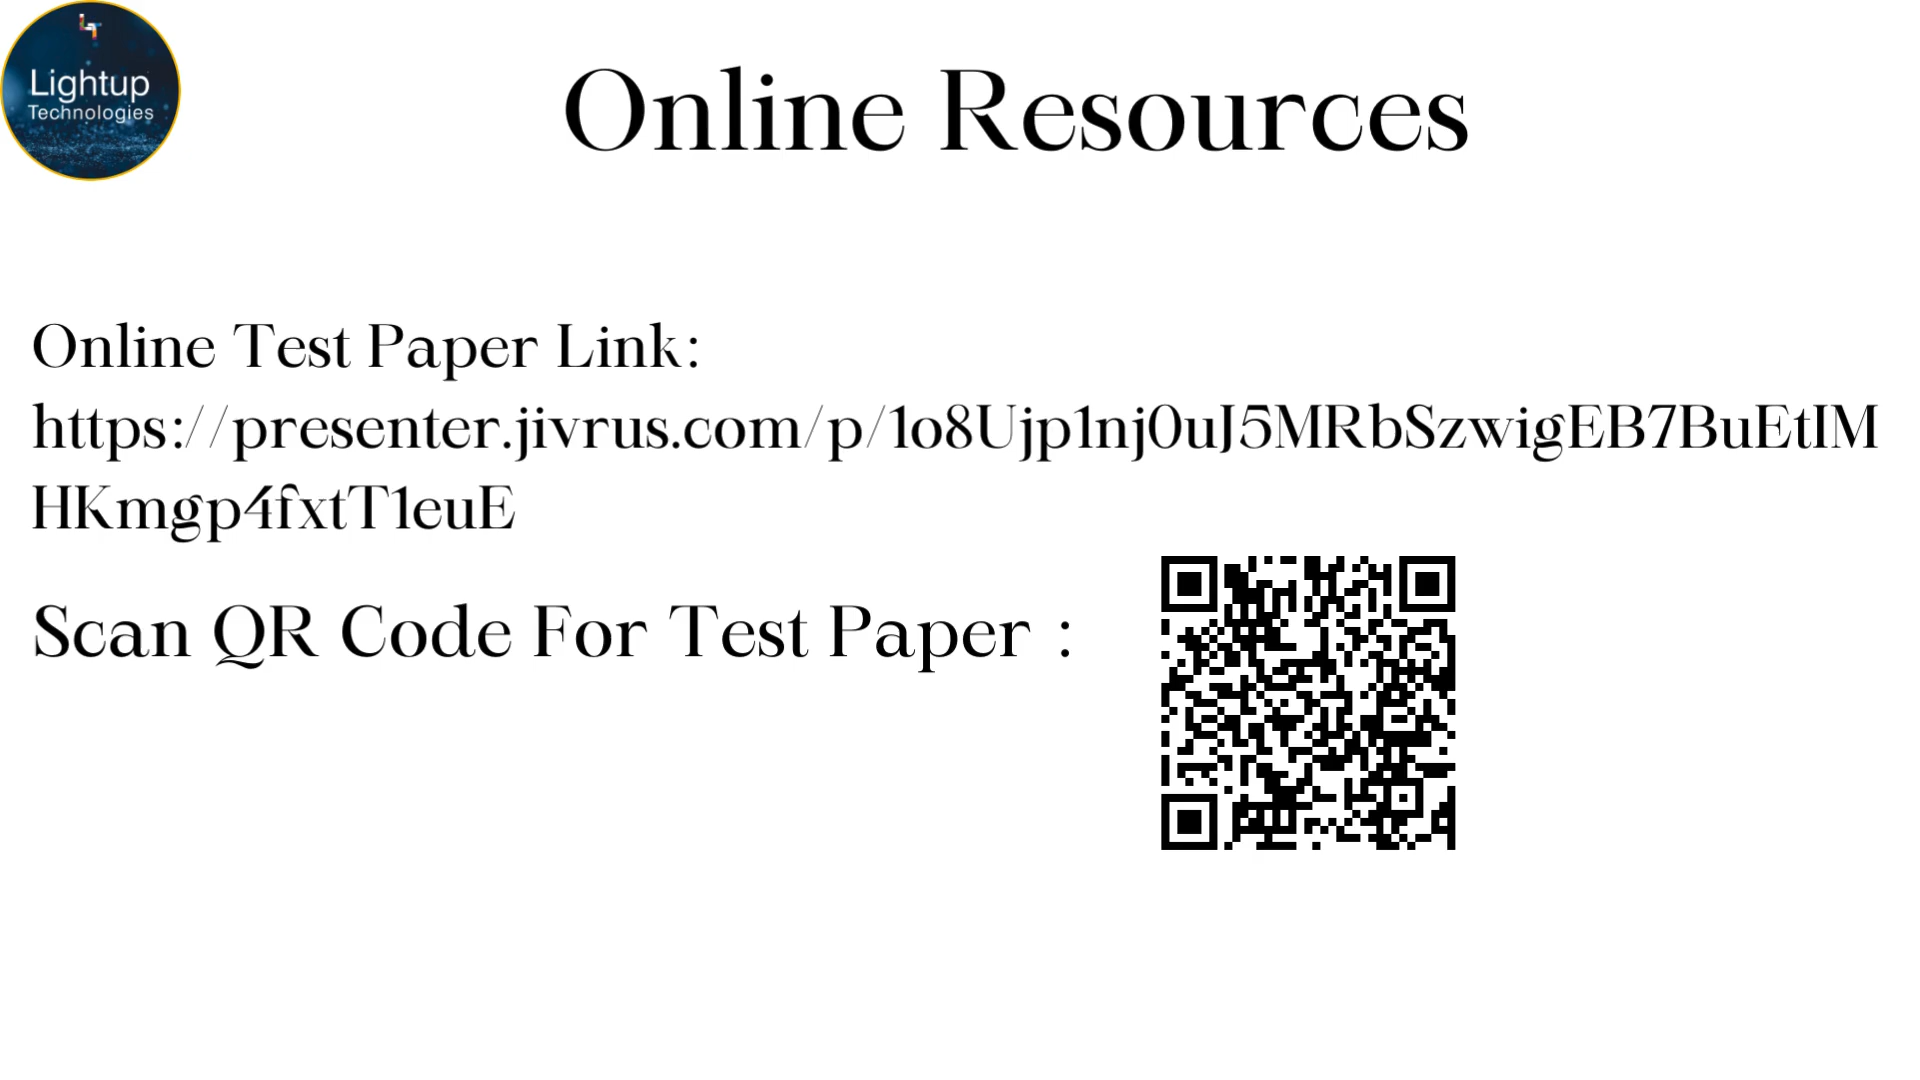 Lightup
Technologies
Online Resources
Online Test Paper Link:
https://presenter.jivrus.com/p/1o8Ujp1nj0uJ5MRbSzwigEB7BuEtIM
HKmgp4fxtT1euE
Scan QR Code For Test Paper :